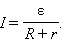 I = ε / (R + r).